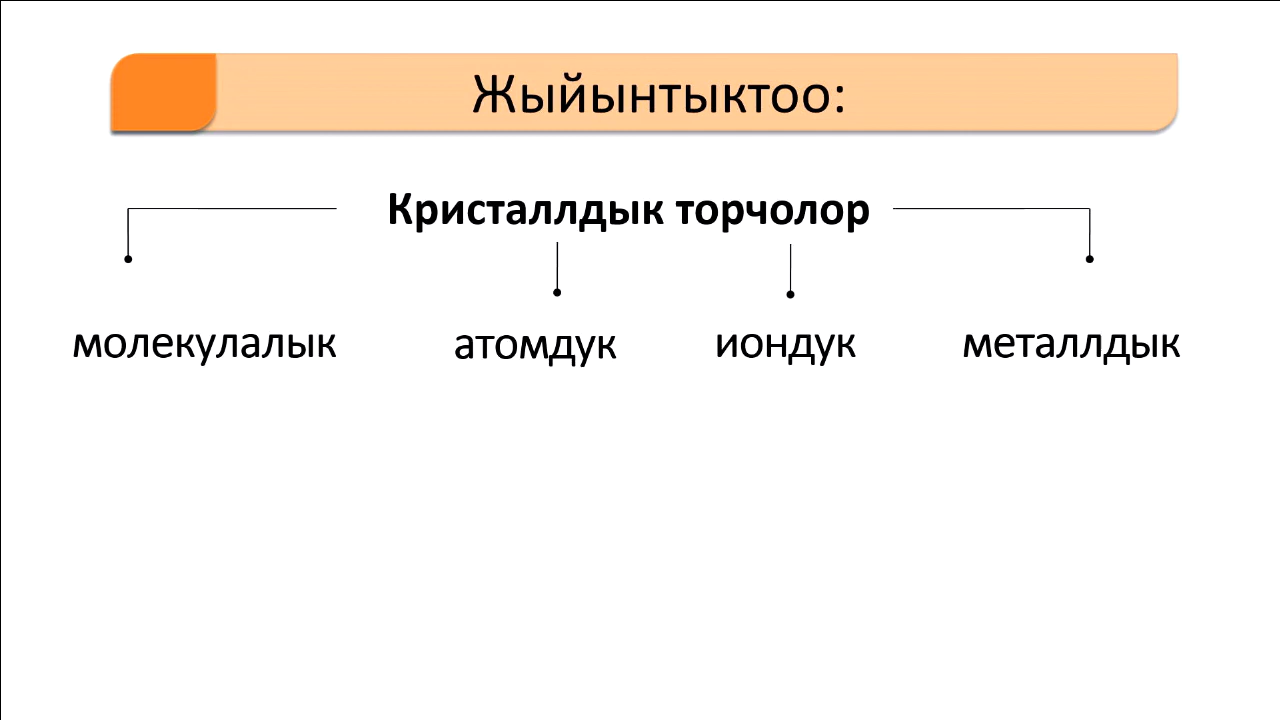 Жыйынтыктоо:
Кристаллдык торчолор
молекулалык атомдук иондук металлдык